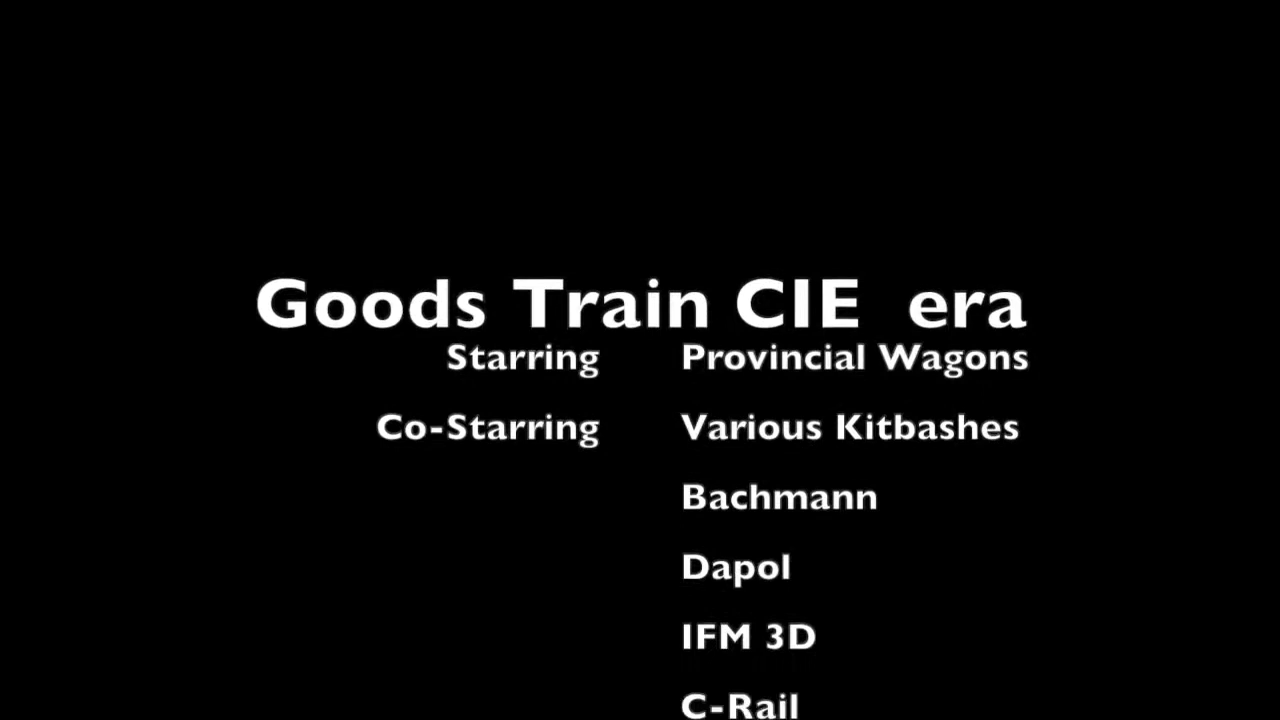 Goods Train CIE  era
Starring Provincial Wagons
Co-Starring Various Kitbashes
Bachmann
Dapol
IFM 3D
C-Rail